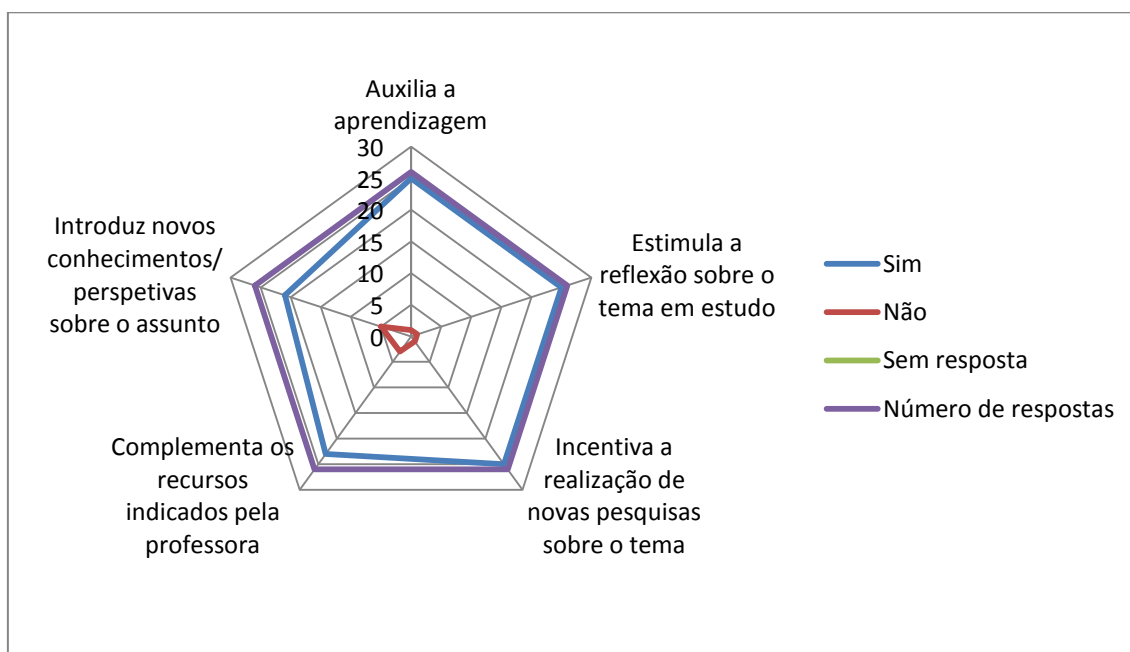 Auxilia a
aprendizagem
30
25
20
15
10
5
0
Estimula a
reflexão sobre o
tema em estudo
Incentiva a
realização de
novas pesquisas
sobre o tema
Complementa os
recursos
indicados pela
professora
Introduz novos
conhecimentos/
perspetivas
sobre o assunto
Sim
Não
Sem resposta
Número de respostas